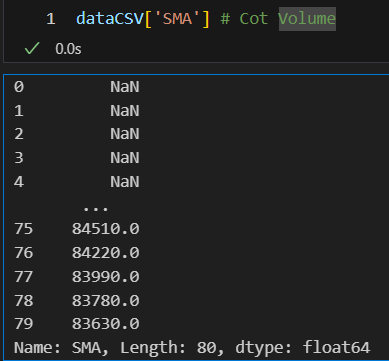 1 dataCSV['SMA'] # Cot Volume
0.0s
0 NaN
1 NaN
2 NaN
3 NaN
4 NaN
...
75 84510.0
76 84220.0
77 83990.0
78 83780.0
79 83630.0
Name: SMA, Length: 80, dtype: float64